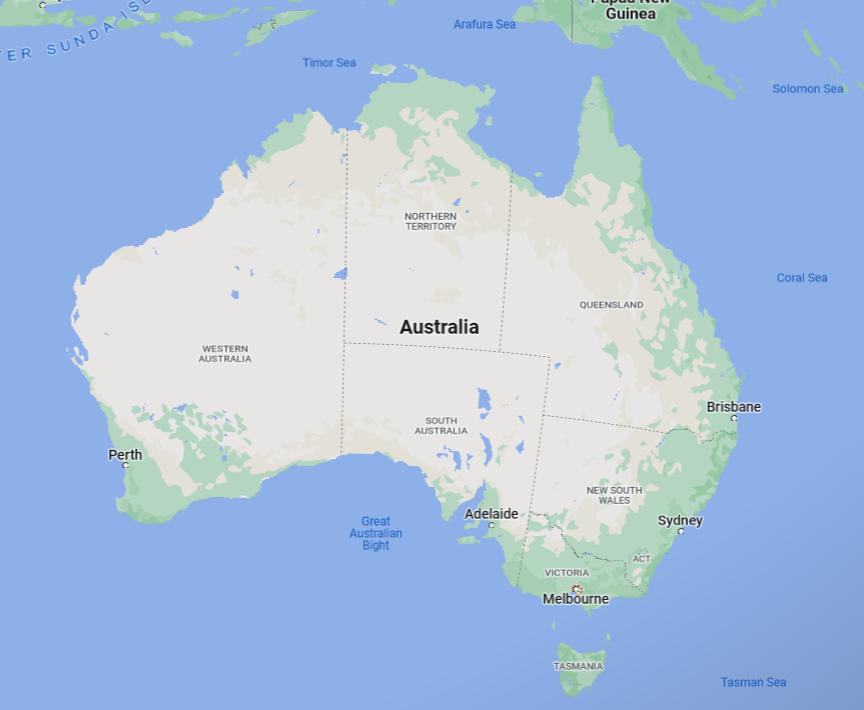 Papua New
Guinea
Arafura Sea
TER SUNDA ISL
Timor Sea
Solomon Sea
NORTHERN
TERRITORY
Coral Sea
QUEENSLAND
Australia
WESTERN
AUSTRALIA
Brisbane
SOUTH
AUSTRALIA
Perth
NEW SOUTH
WALES
Adelaide
Sydney
Great
Australian
Bight
ACT
VICTORIA
Melbourne
TASMANIA
Tasman Sea